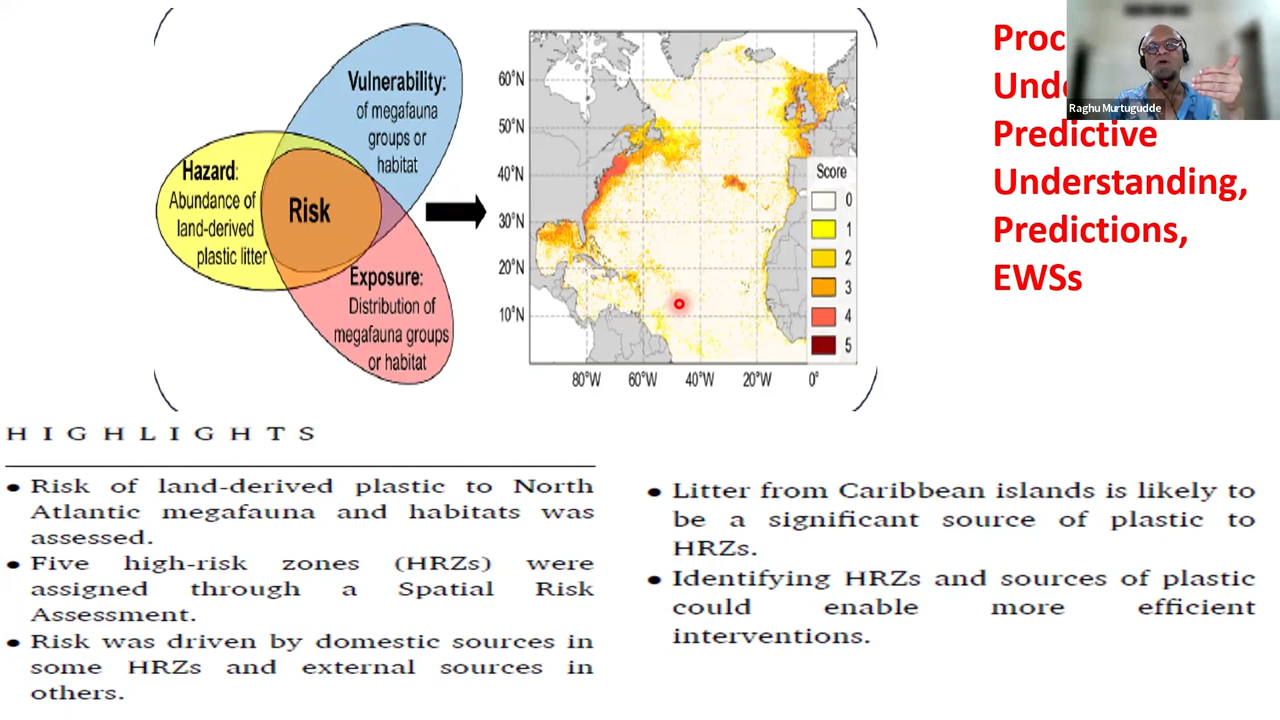 Vulnerability:
of megafauna
groups or
habitat
Hazard:
Abundance of
land-derived
plastic litter
Risk
Exposure:
Distribution of
megafauna groups
or habitat
60°N
50°N
40°N
30°N
20°N
10°N
80°W
60°W
40°W
20°W
0°
Score
0
1
2
3
4
5
Proc
Und
Predictive
Understanding,
Predictions,
EWSs
Raghu Murtugudde
HIGHLIGHTS
● Risk of land-derived plastic to North
Atlantic megafauna and habitats was
assessed.
● Five high-risk zones (HRZs) were
assigned through a Spatial Risk
Assessment.
● Risk was driven by domestic sources in
some HRZs and external sources in
others.
● Litter from Caribbean islands is likely to
be a significant source of plastic to
HRZs.
● Identifying HRZs and sources of plastic
could enable more efficient
interventions.